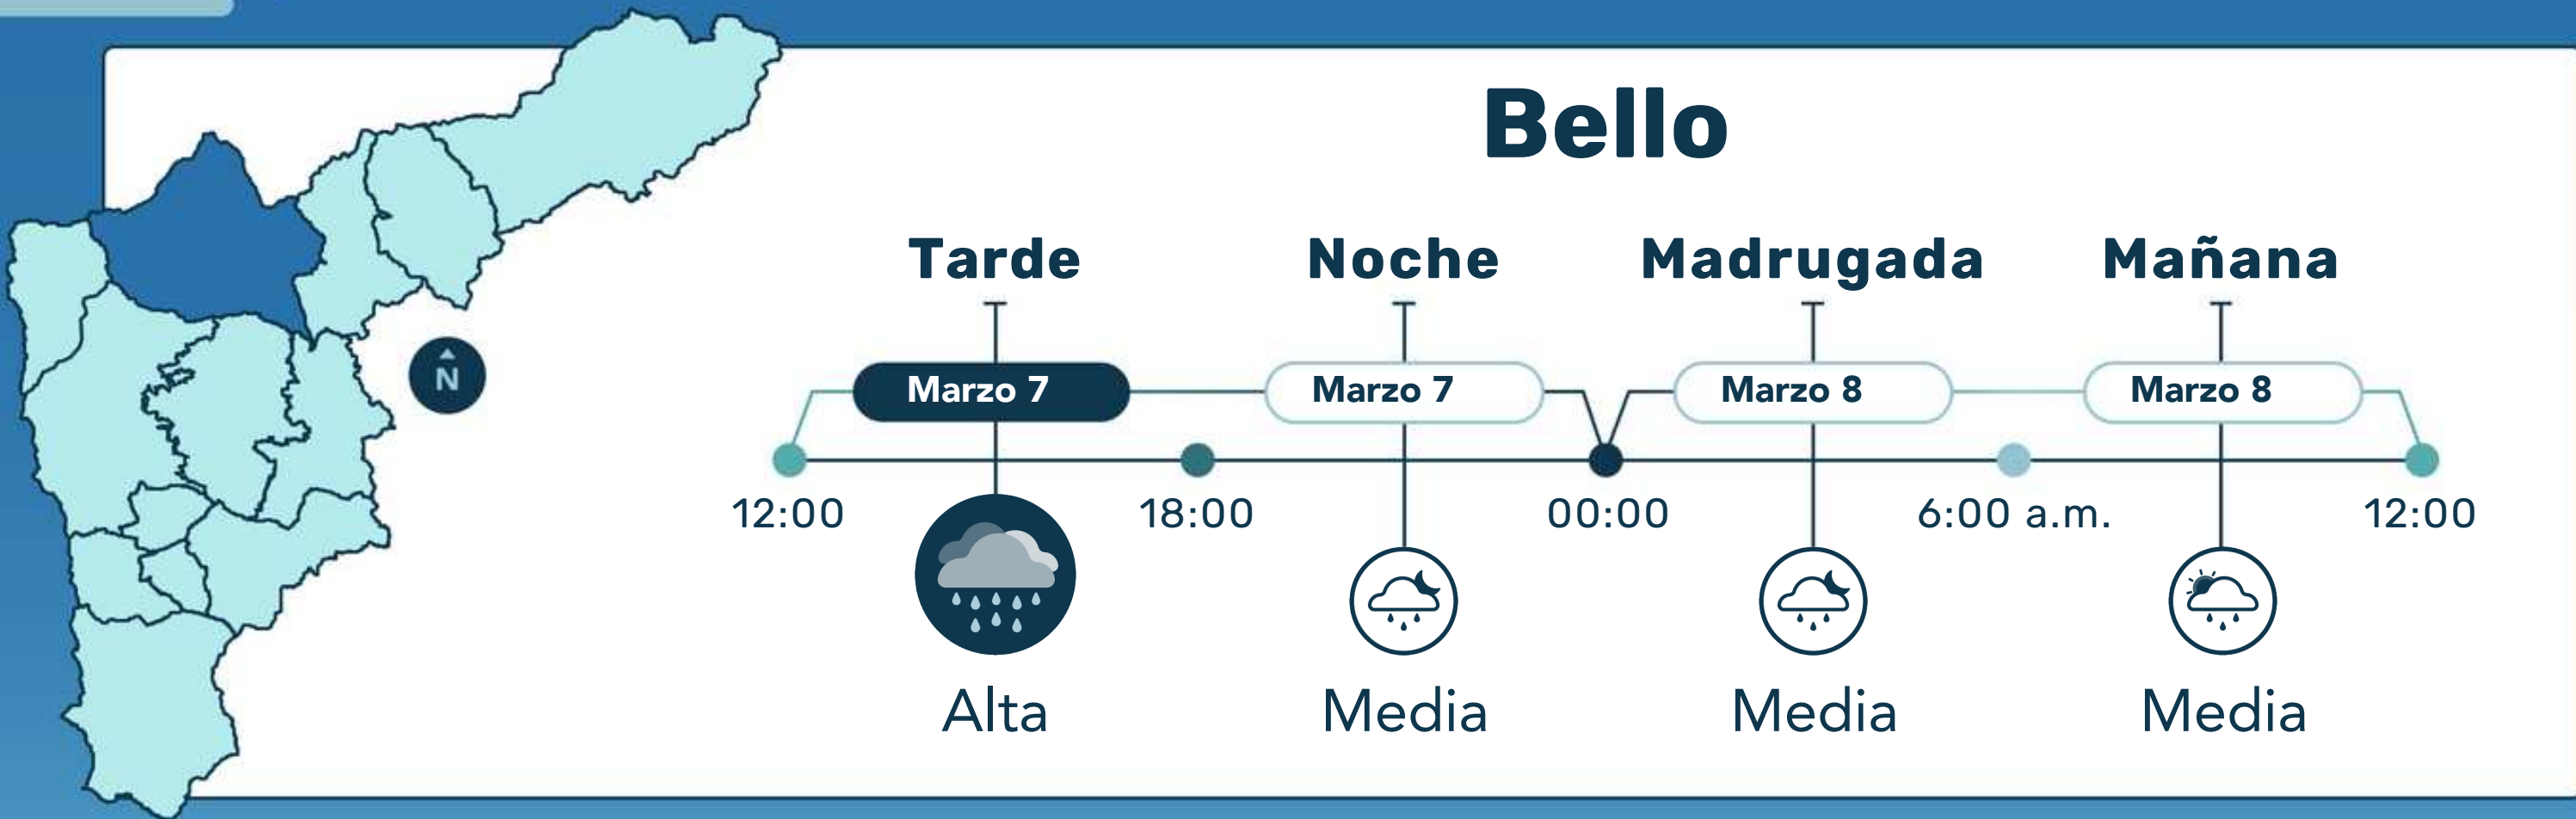 Bello
Tarde Noche Madrugada Mañana
Marzo 7 Marzo 7 Marzo 8 Marzo 8
N
12:00 18:00 00:00 6:00 a.m. 12:00
Alta Media Media Media